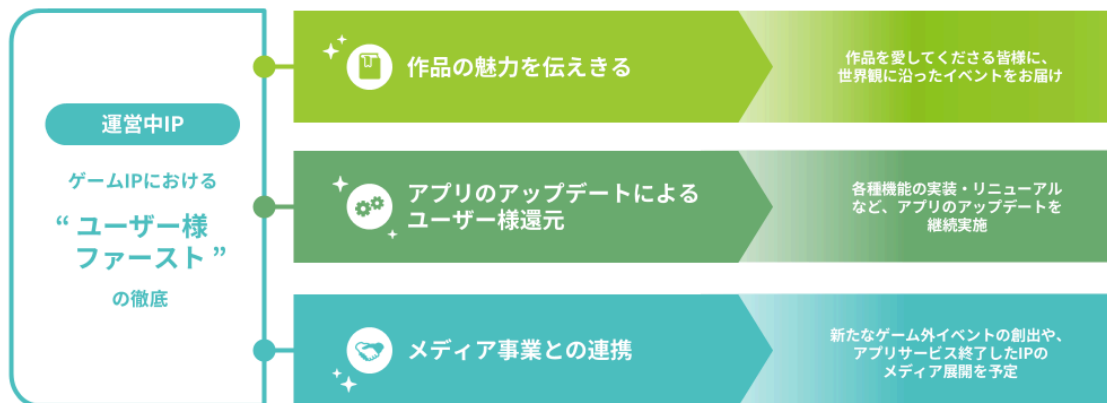 運営中IP
ゲームIPにおける
“ ユーザー様
ファースト ”
の徹底
作品の魅力を伝えきる
作品を愛してくださる皆様に、
世界観に沿ったイベントをお届け
アプリのアップデートによる
ユーザー様還元
各種機能の実装・リニューアル
など、アプリのアップデートを
継続実施
メディア事業との連携
新たなゲーム外イベントの創出や、
アプリサービス終了したIPの
メディア展開を予定